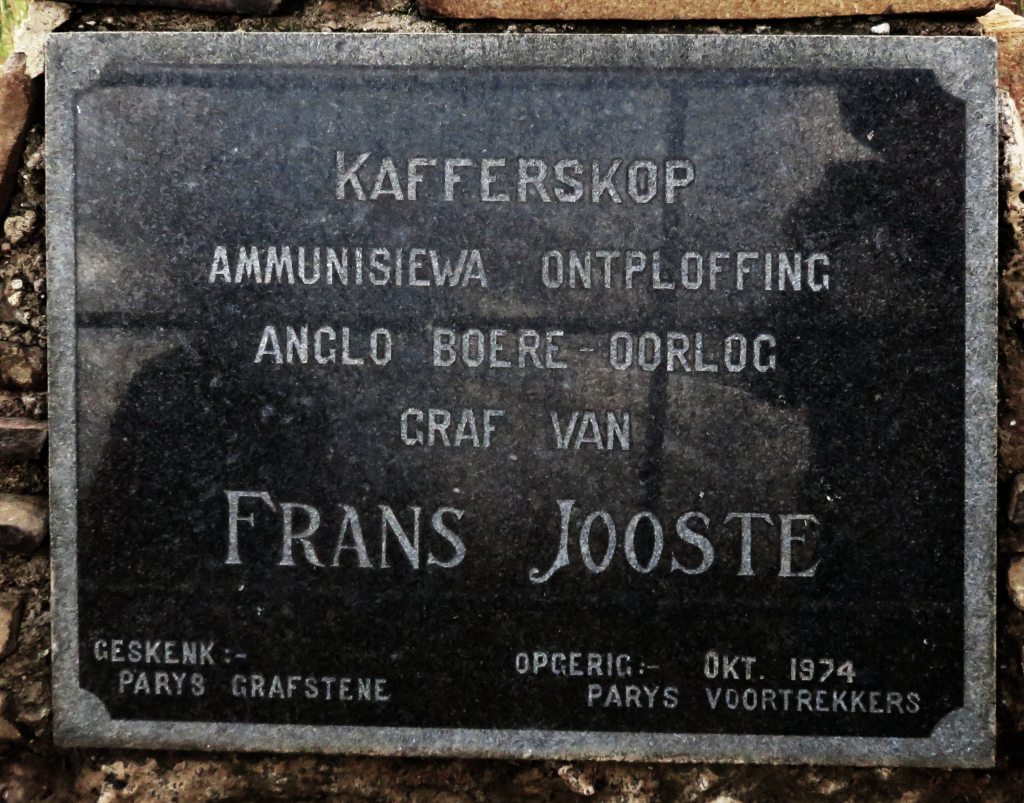 KAFFERSKOP
AMMUNISIEWA ONTPLOFFING
ANGLO BOERE-OORLOG
GRAF VAN
FRANS JOOSTE
GESKENK:-
PARYS GRAFSTENE
OPGERIG:- OKT. 1974
PARYS VOORTREKKERS